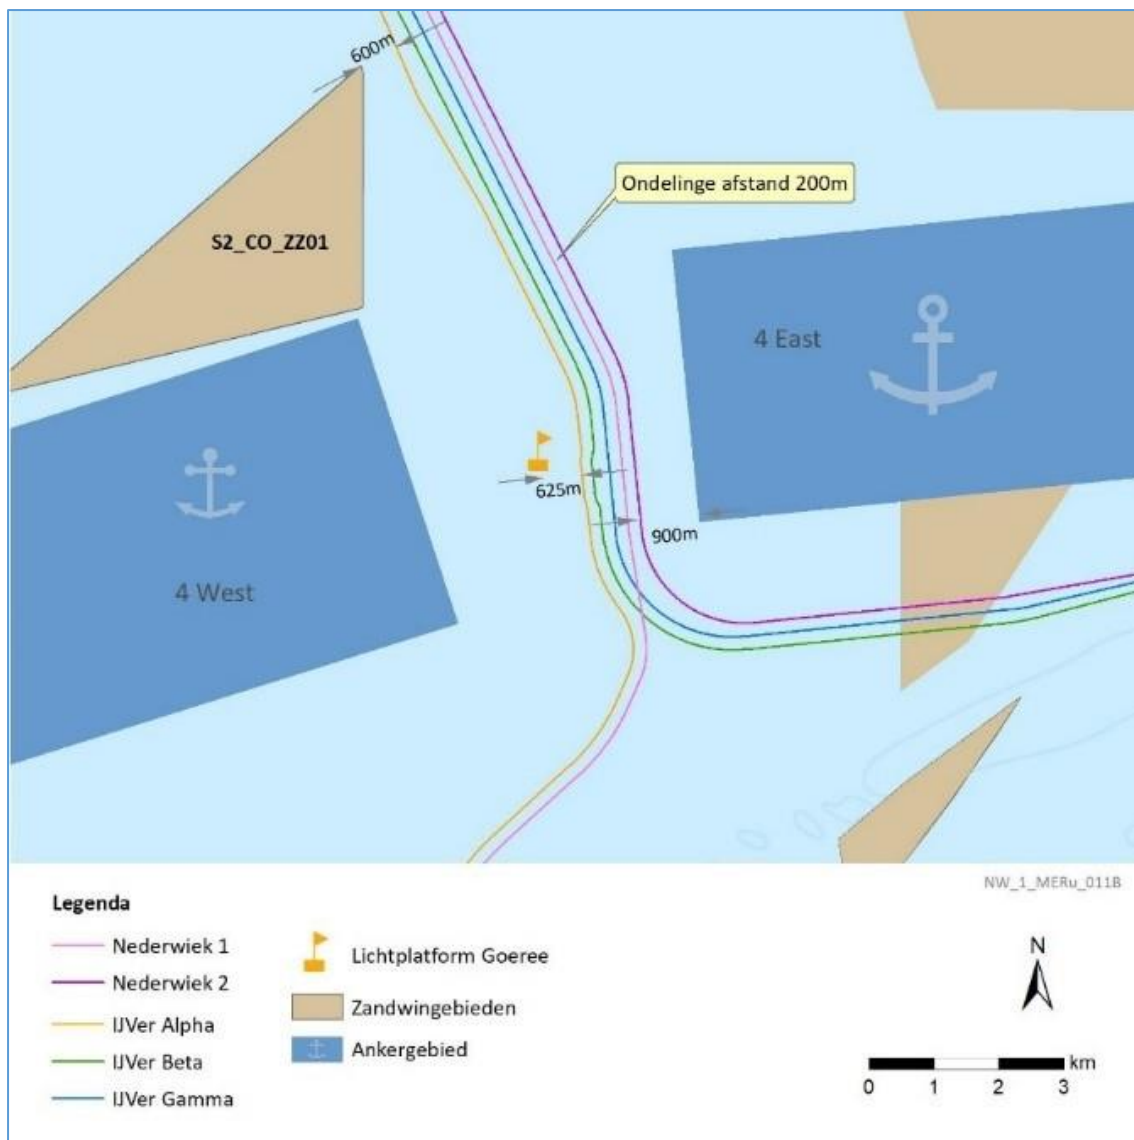 600m
Ondelinge afstand 200m
S2_CO_ZZ01
4 East
625m
900m
4 West
NW_1_MERu_011B
Legenda
Nederwiek 1
Nederwiek 2
IJVer Alpha
IJVer Beta
IJVer Gamma
Lichtplatform Goeree
Zandwingebieden
Ankergebied
N
km
0 1 2 3